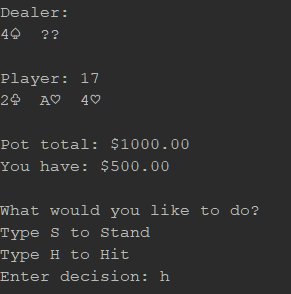 Dealer:
4♤  ??
Player: 17
2♧  A♡  4♡
Pot total: $1000.00
You have: $500.00
What would you like to do?
Type S to Stand
Type H to Hit
Enter decision: h